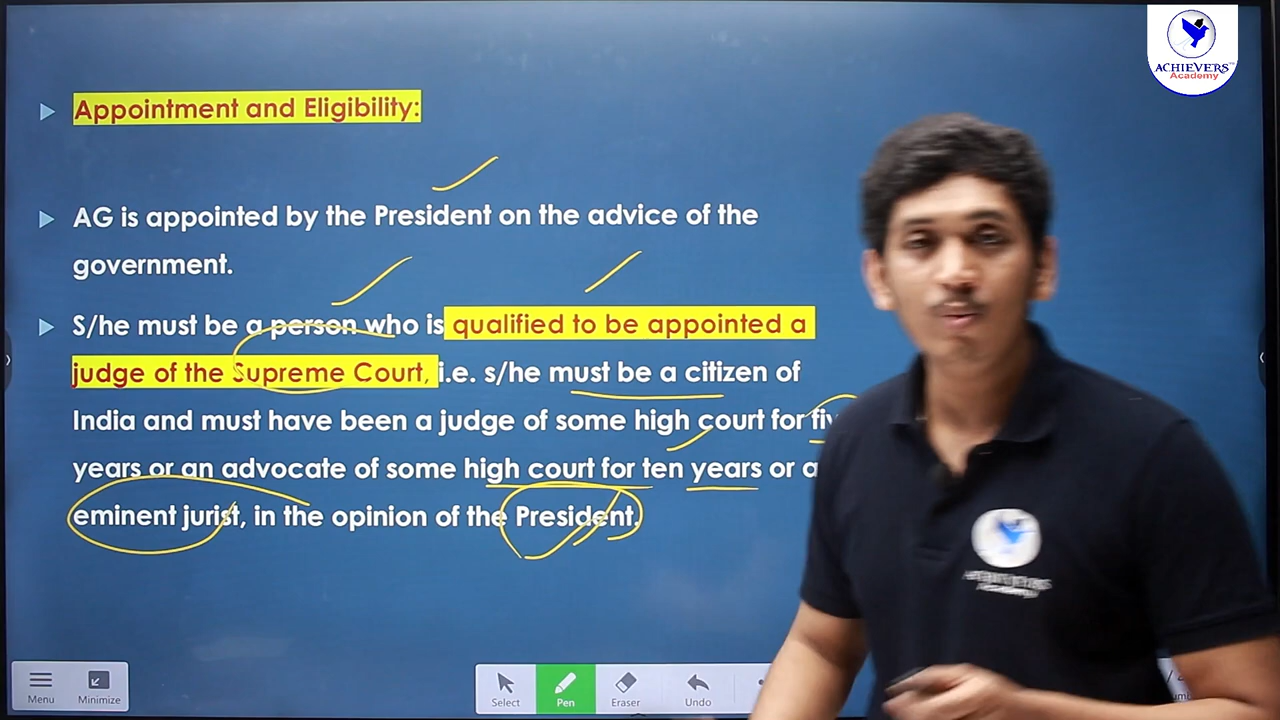 ACHIEVERS
Academy
Appointment and Eligibility:
AG is appointed by the President on the advice of the
government.
S/he must be a person who is qualified to be appointed a
judge of the Supreme Court, i.e. s/he must be a citizen of
India and must have been a judge of some high court for
years or an advocate of some high court for ten years or
eminent jurist, in the opinion of the President.
ACHIEVERS
Academy
Menu
Minimize
Select
Pen
Eraser
Undo